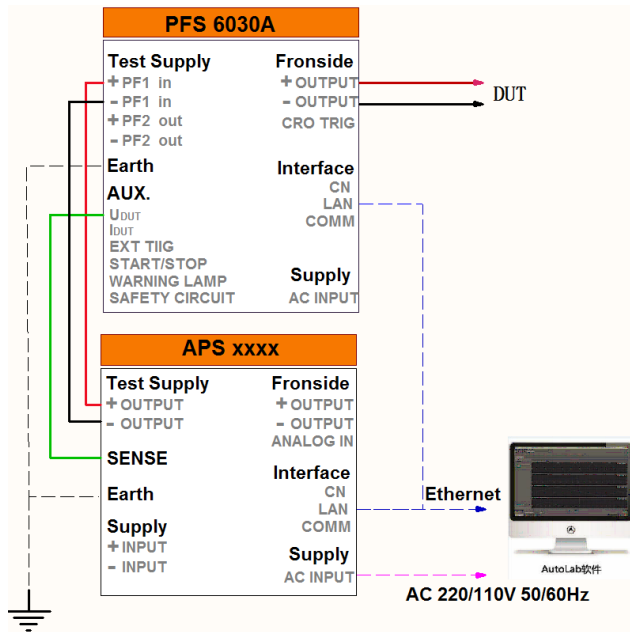 PFS 6030A
Test Supply
Fronside
+ PF1 in
+ OUTPUT
- PF1 in
- OUTPUT
DUT
+ PF2 out
CRO TRIG
- PF2 out
Earth
Interface
CN
AUX.
LAN
UDUT
COMM
IDUT
EXT TIIG
START/STOP
Supply
WARNING LAMP
SAFETY CIRCUIT
AC INPUT
APS xxxx
Test Supply
Fronside
+ OUTPUT
+ OUTPUT
- OUTPUT
- OUTPUT
ANALOG IN
SENSE
Interface
Earth
CN
Ethernet
LAN
Supply
COMM
+ INPUT
Supply
- INPUT
AC INPUT
AutoLab软件
AC 220/110V 50/60Hz